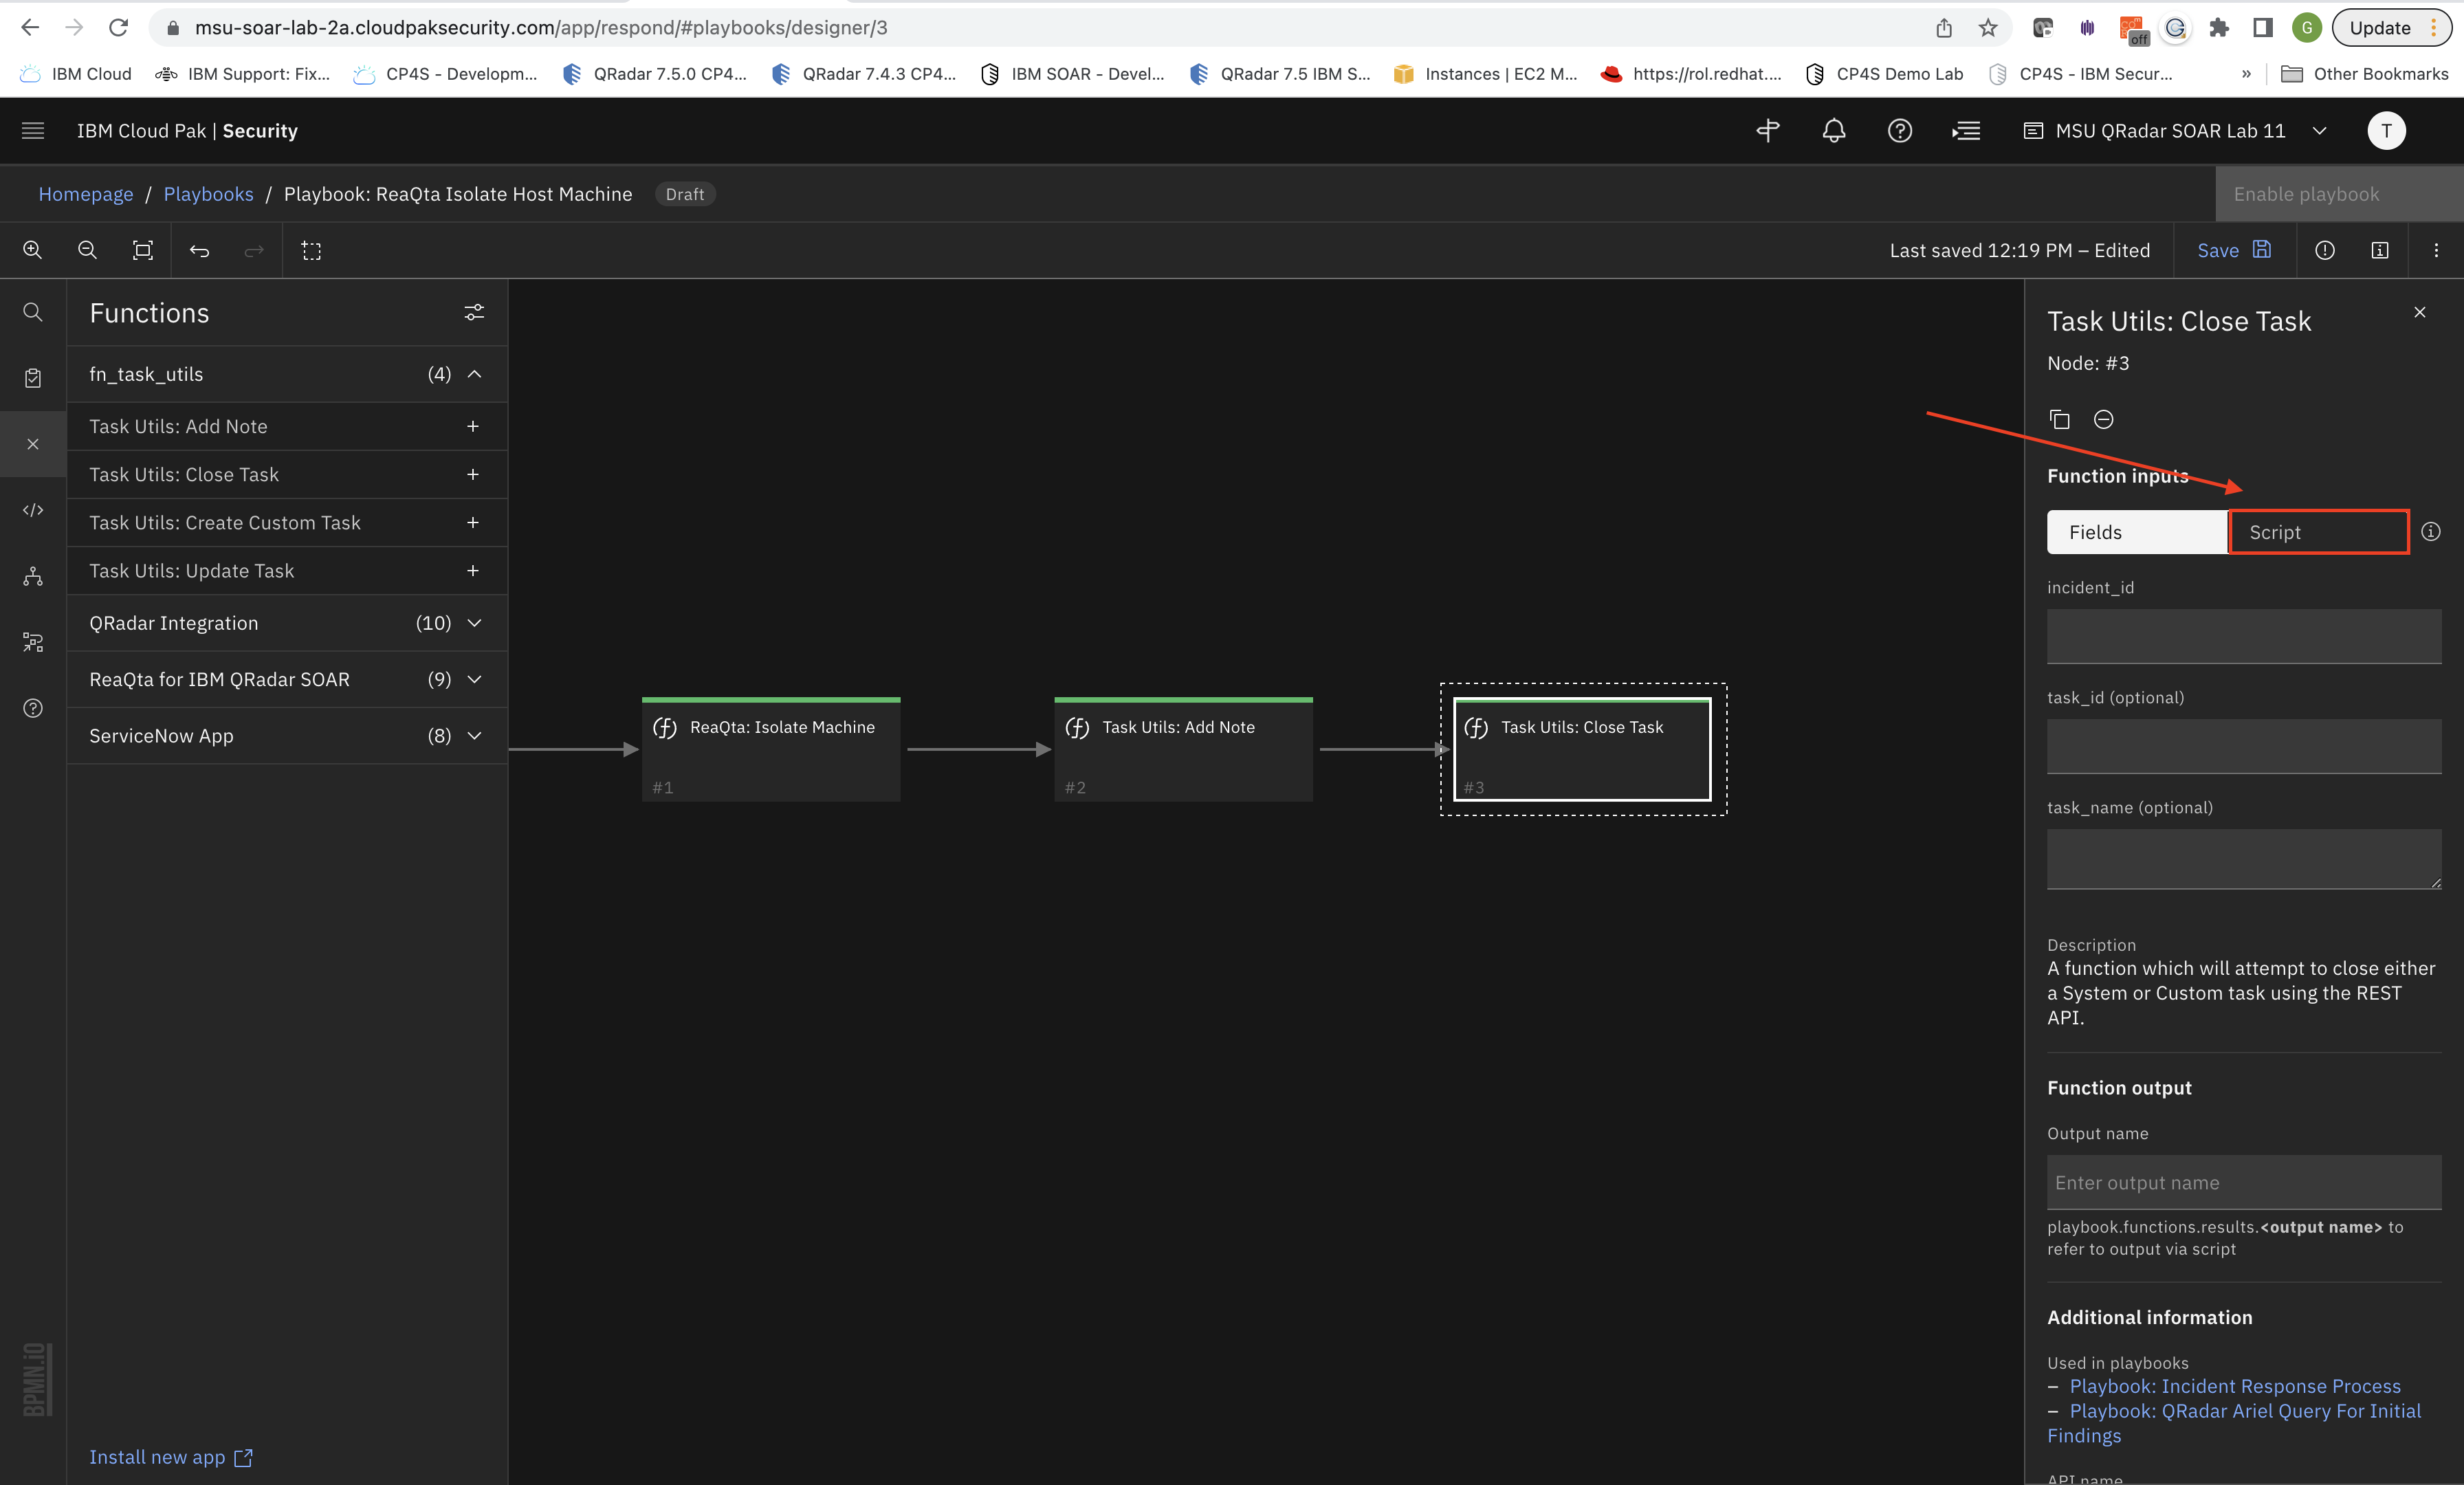 msu-soar-lab-2a.cloudpaksecurity.com/app/respond/#playbooks/designer/3
off
G
Update
IBM Cloud
IBM Support: Fix...
CP4S - Developm...
QRadar 7.5.0 CP4...
QRadar 7.4.3 CP4...
IBM SOAR - Devel...
QRadar 7.5 IBM S...
Instances | EC2 M...
https://rol.redhat....
CP4S Demo Lab
CP4S - IBM Secur...
»
Other Bookmarks
IBM Cloud Pak | Security
MSU QRadar SOAR Lab 11
T
Homepage / Playbooks / Playbook: ReaQta Isolate Host Machine
Draft
Enable playbook
Last saved 12:19 PM – Edited
Save
Functions
fn_task_utils (4)
Task Utils: Add Note +
Task Utils: Close Task +
Task Utils: Create Custom Task +
Task Utils: Update Task +
QRadar Integration (10)
ReaQta for IBM QRadar SOAR (9)
ServiceNow App (8)
Install new app
BPMN.iO
ReaQta: Isolate Machine
#1
Task Utils: Add Note
#2
Task Utils: Close Task
#3
Task Utils: Close Task
Node: #3
Function inputs
Fields
Script
incident_id
task_id (optional)
task_name (optional)
Description
A function which will attempt to close either
a System or Custom task using the REST
API.
Function output
Output name
Enter output name
playbook.functions.results.<output name> to
refer to output via script
Additional information
Used in playbooks
– Playbook: Incident Response Process
– Playbook: QRadar Ariel Query For Initial
Findings
API name